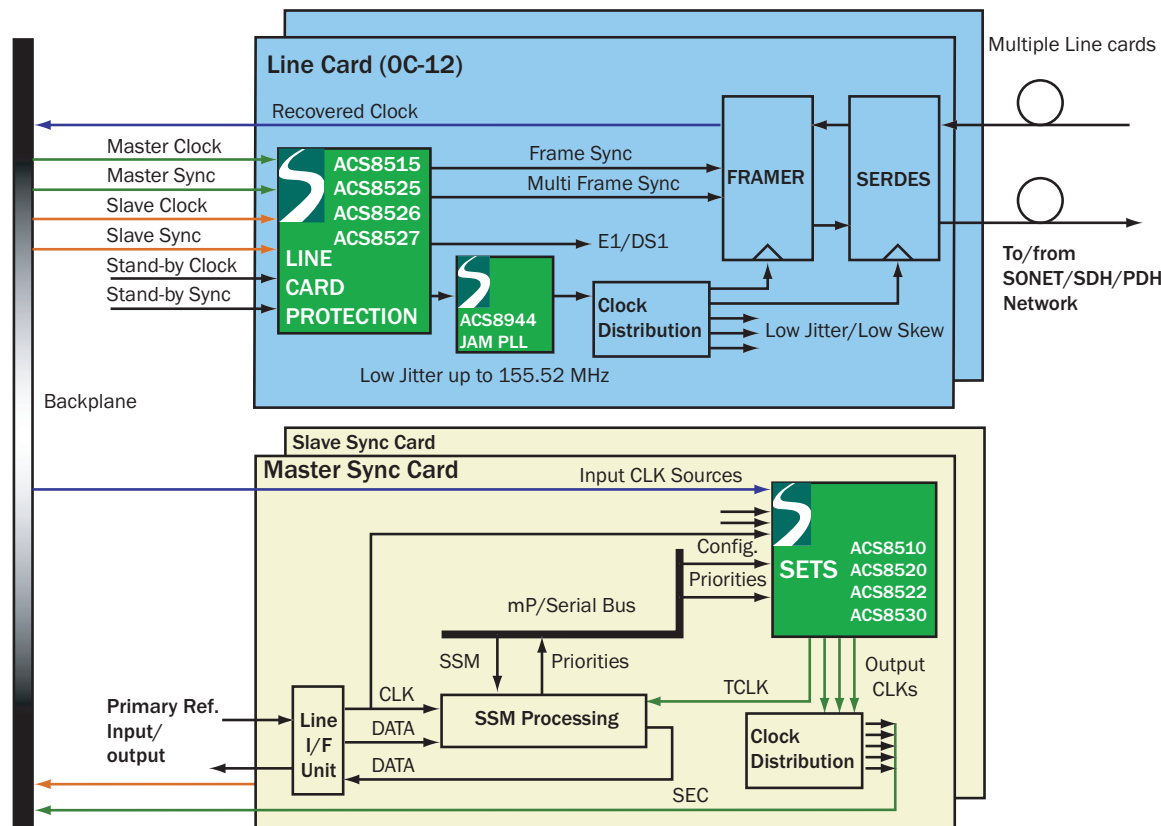 Multiple Line cards
Line Card (OC-12)
Recovered Clock
Master Clock
Master Sync
Slave Clock
Slave Sync
Stand-by Clock
Stand-by Sync
ACS8515
ACS8525
ACS8526
ACS8527
LINE
CARD
PROTECTION
Frame Sync
Multi Frame Sync
E1/DS1
FRAMER
SERDES
ACS8944
JAM PLL
Clock
Distribution
Low Jitter/Low Skew
Low Jitter up to 155.52 MHz
To/from
SONET/SDH/PDH
Network
Backplane
Slave Sync Card
Master Sync Card
Input CLK Sources
Config.
Priorities
SETS
ACS8510
ACS8520
ACS8522
ACS8530
mP/Serial Bus
SSM
Priorities
TCLK
Output
CLKs
Primary Ref.
Input/
output
Line
I/F
Unit
CLK
DATA
DATA
SSM Processing
Clock
Distribution
SEC